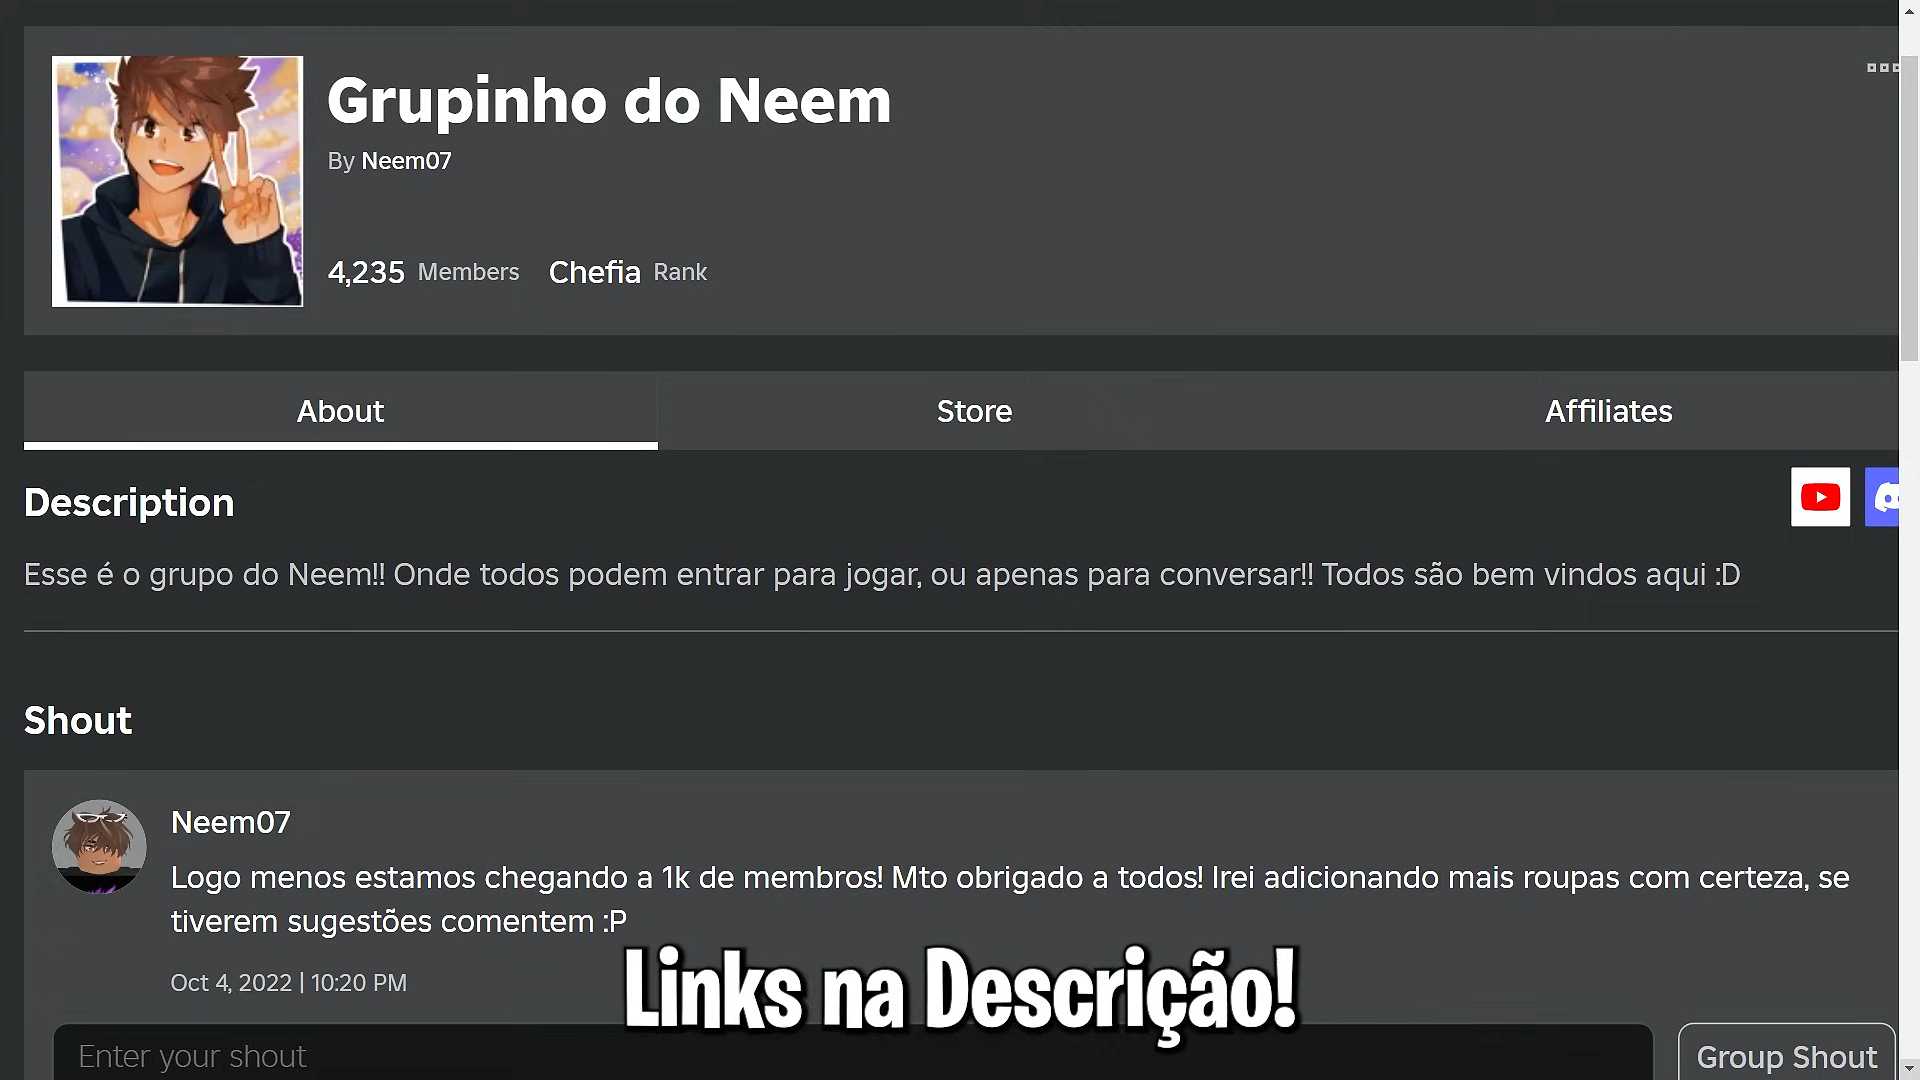 Grupinho do Neem
By Neem07
4,235 Members Chefia Rank
About Store Affiliates
Description
Esse é o grupo do Neem!! Onde todos podem entrar para jogar, ou apenas para conversar!! Todos são bem vindos aqui :D
Shout
Neem07
Logo menos estamos chegando a 1k de membros! Mto obrigado a todos! Irei adicionando mais roupas com certeza, se
tiverem sugestões comentem :P
Oct 4, 2022 | 10:20 PM
Links na Descrição!
Enter your shout
Group Shout